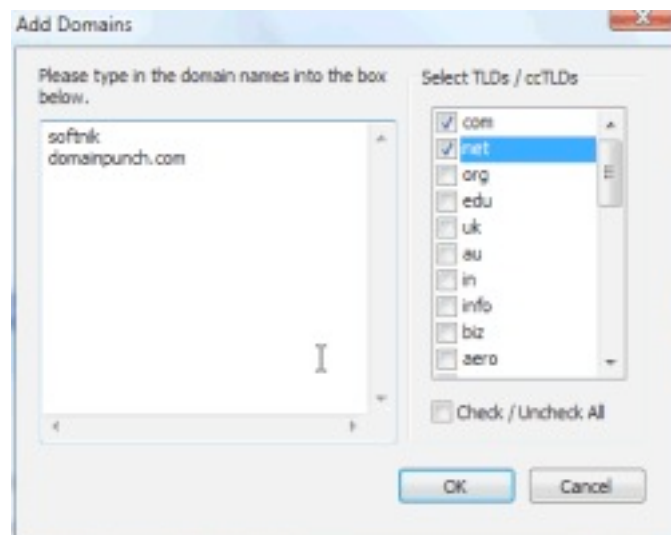 Add Domains
Please type in the domain names into the box
below.
softnik
domainpunch.com
Select TLDs / ccTLDs
com
net
org
edu
uk
au
in
info
biz
aero
Check / Uncheck All
OK
Cancel